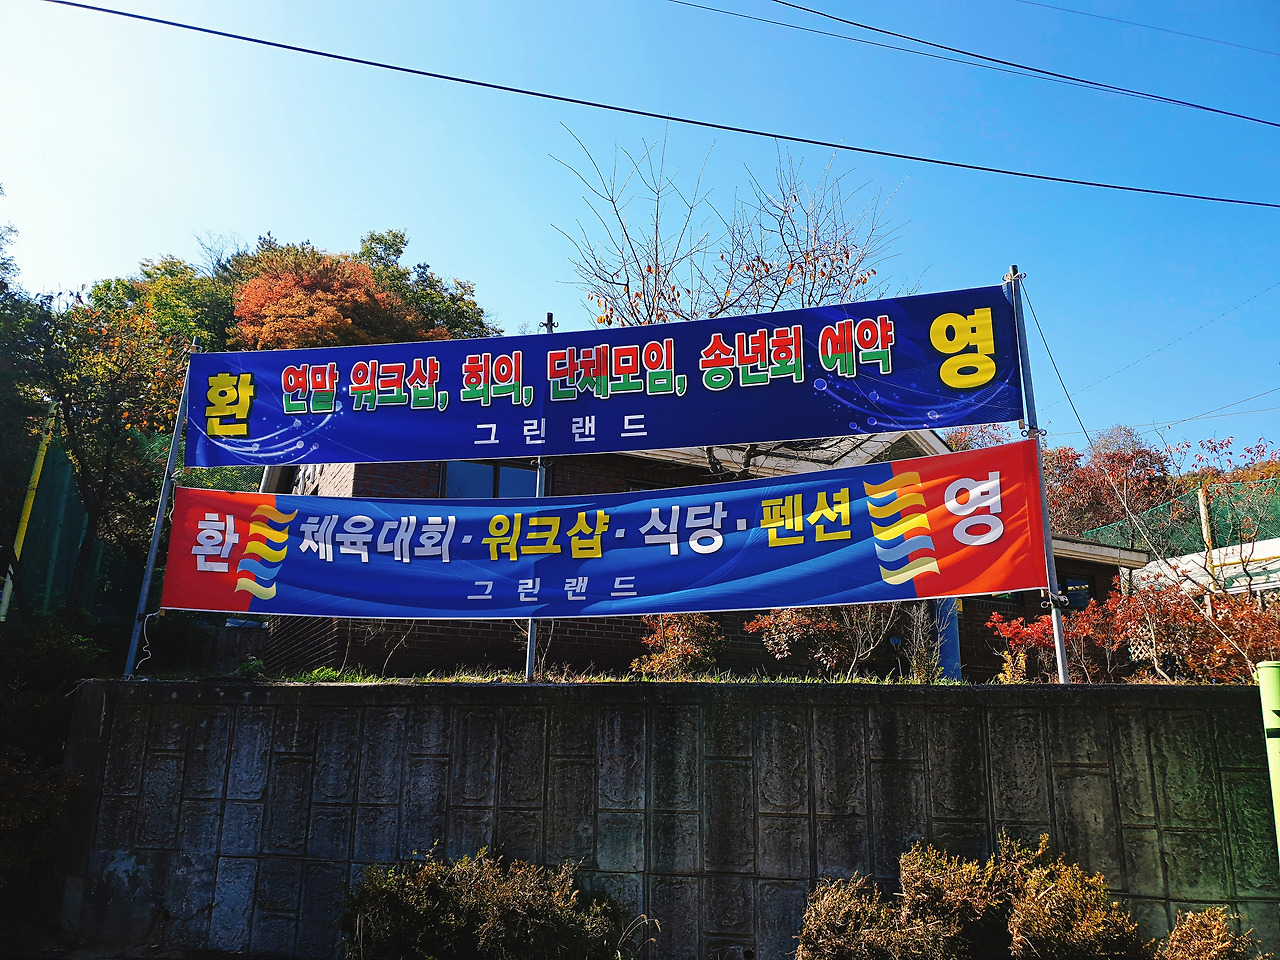 환 연말 워크샵, 회의, 단체모임, 송년회 예약 영
그린랜드
환 체육대회·워크샵·식당·펜션 영
그린랜드